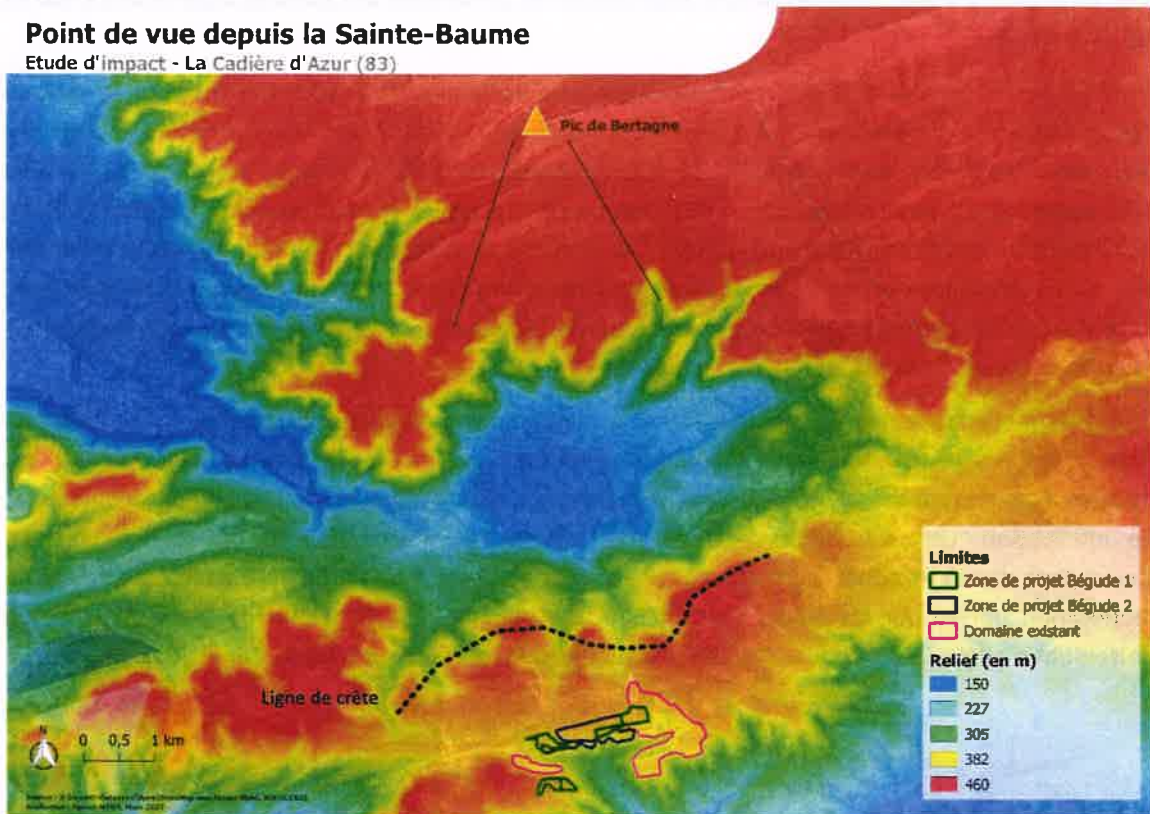 Point de vue depuis la Sainte-Baume
Etude d'impact - La Cadière d'Azur (83)
Pic de Bertagne
Ligne de crête
N
0 0,5 1 km
Limites
Zone de projet Bégude 1
Zone de projet Bégude 2
Domaine existant
Relief (en m)
150
227
305
382
460